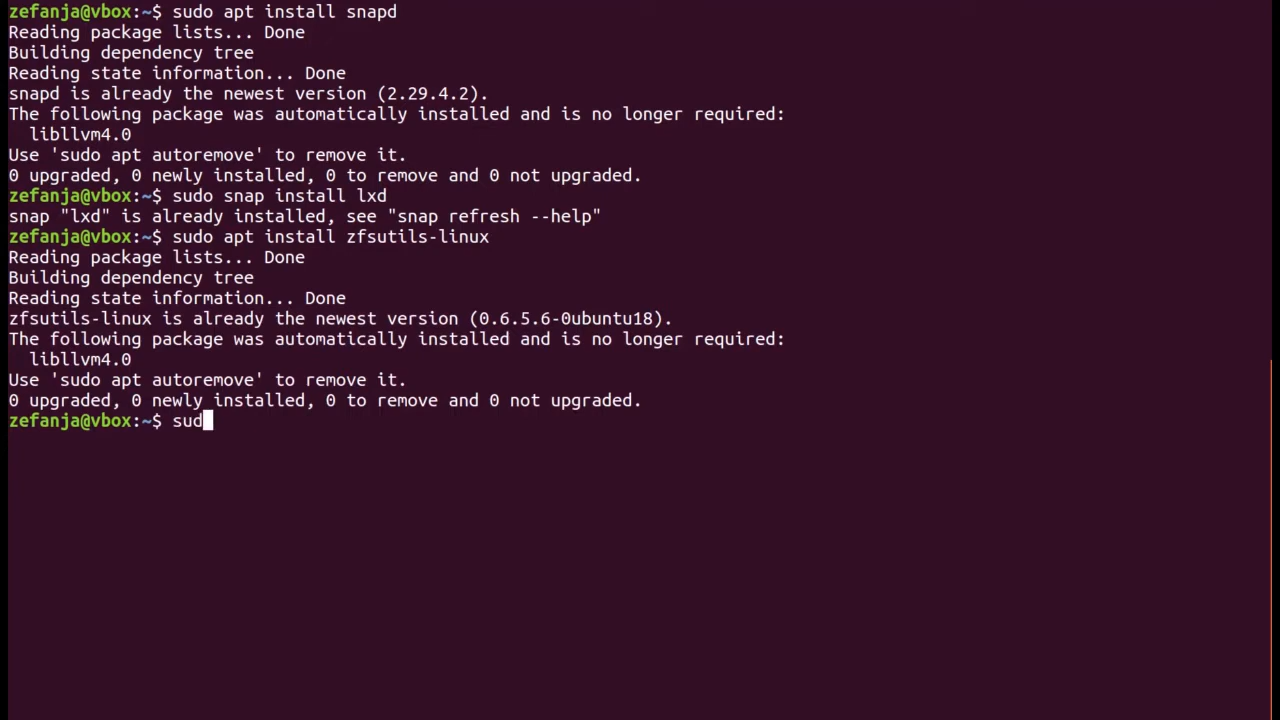 zefanja@vbox:~$ sudo apt install snapd
Reading package lists... Done
Building dependency tree
Reading state information... Done
snapd is already the newest version (2.29.4.2).
The following package was automatically installed and is no longer required:
  libllvm4.0
Use 'sudo apt autoremove' to remove it.
0 upgraded, 0 newly installed, 0 to remove and 0 not upgraded.
zefanja@vbox:~$ sudo snap install lxd
snap "lxd" is already installed, see "snap refresh --help"
zefanja@vbox:~$ sudo apt install zfsutils-linux
Reading package lists... Done
Building dependency tree
Reading state information... Done
zfsutils-linux is already the newest version (0.6.5.6-0ubuntu18).
The following package was automatically installed and is no longer required:
  libllvm4.0
Use 'sudo apt autoremove' to remove it.
0 upgraded, 0 newly installed, 0 to remove and 0 not upgraded.
zefanja@vbox:~$ sud